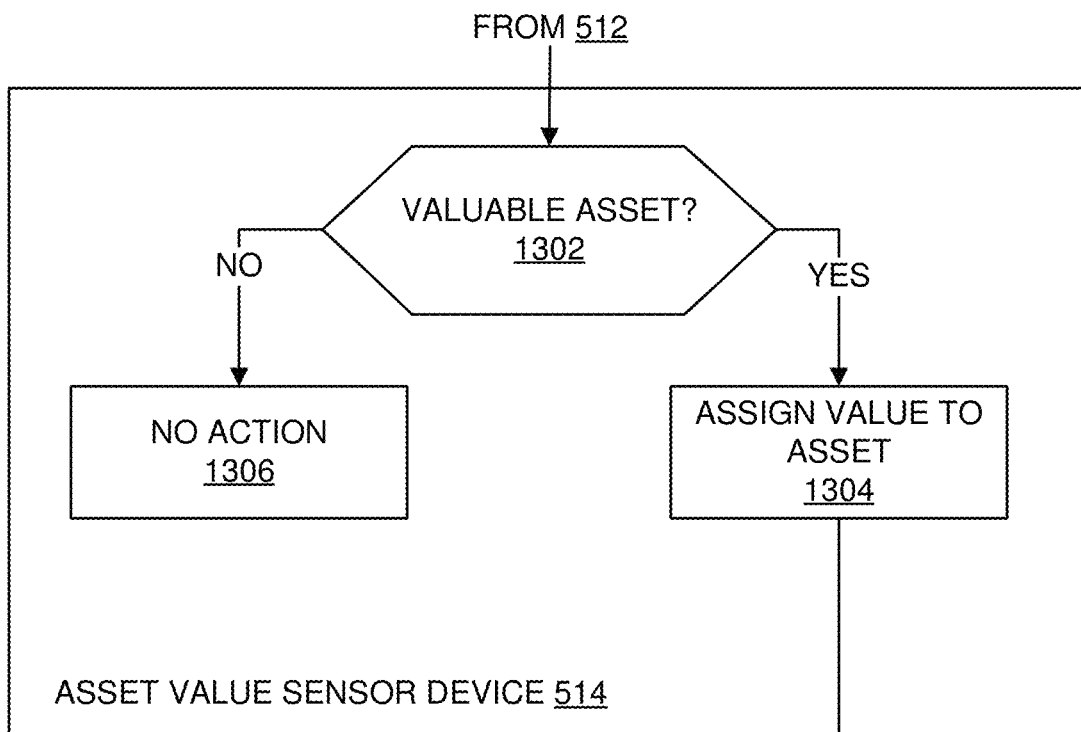 FROM 512
VALUABLE ASSET?
1302
NO
YES
NO ACTION
1306
ASSIGN VALUE TO
ASSET
1304
ASSET VALUE SENSOR DEVICE 514